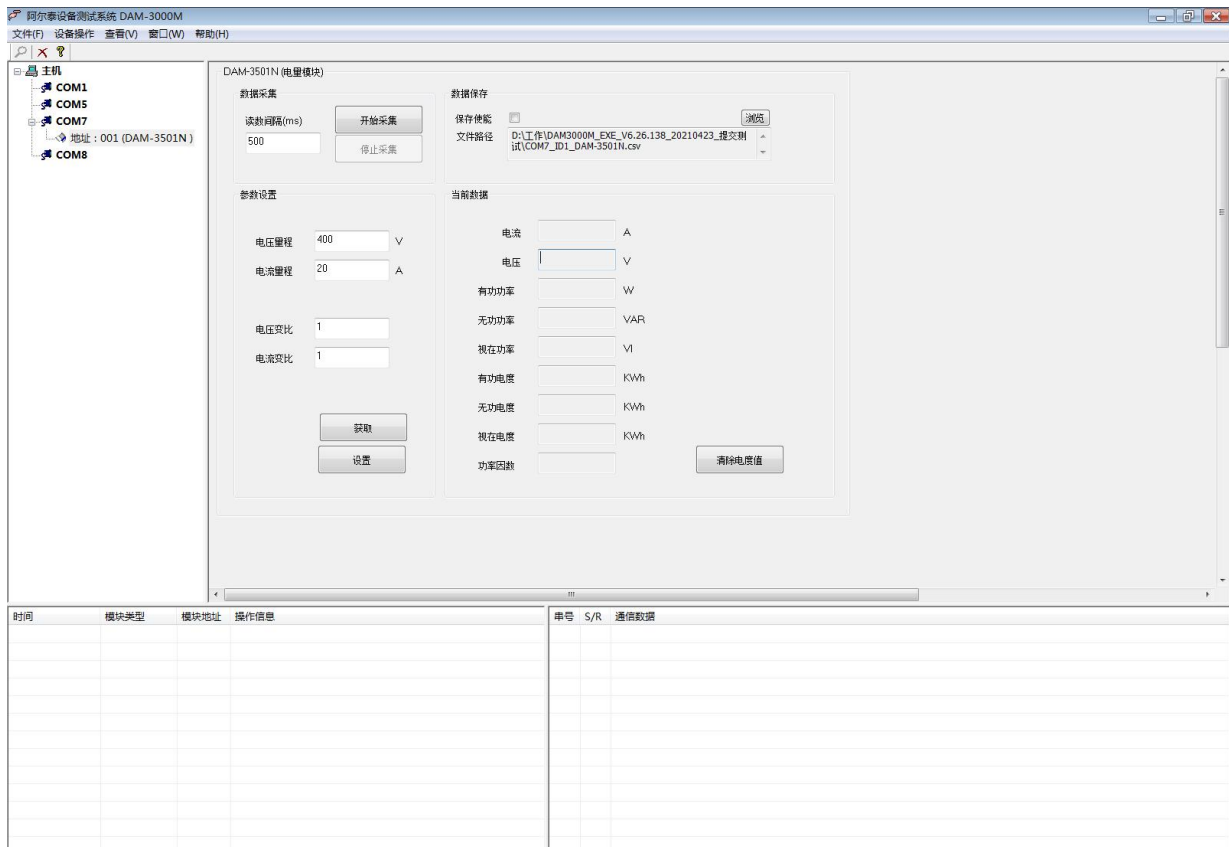 阿尔泰设备测试系统 DAM-3000M
文件(F) 设备操作 查看(V) 窗口(W) 帮助(H)
主机
COM1
COM5
COM7
地址：001 (DAM-3501N )
COM8
DAM-3501N (电量模块)
数据采集
读数间隔(ms)
500
开始采集
停止采集
数据保存
保存使能
浏览
文件路径
D:\工作\DAM3000M_EXE_V6.26.138_20210423_提交测
试\COM7_ID1_DAM-3501N.csv
参数设置
电压量程 400 V
电流量程 20 A
电压变比 1
电流变比 1
获取
设置
当前数据
电流 A
电压 V
有功功率 W
无功功率 VAR
视在功率 VI
有功电度 KWh
无功电度 KWh
视在电度 KWh
功率因数
清除电度值
时间 模块类型 模块地址 操作信息
串号 S/R 通信数据